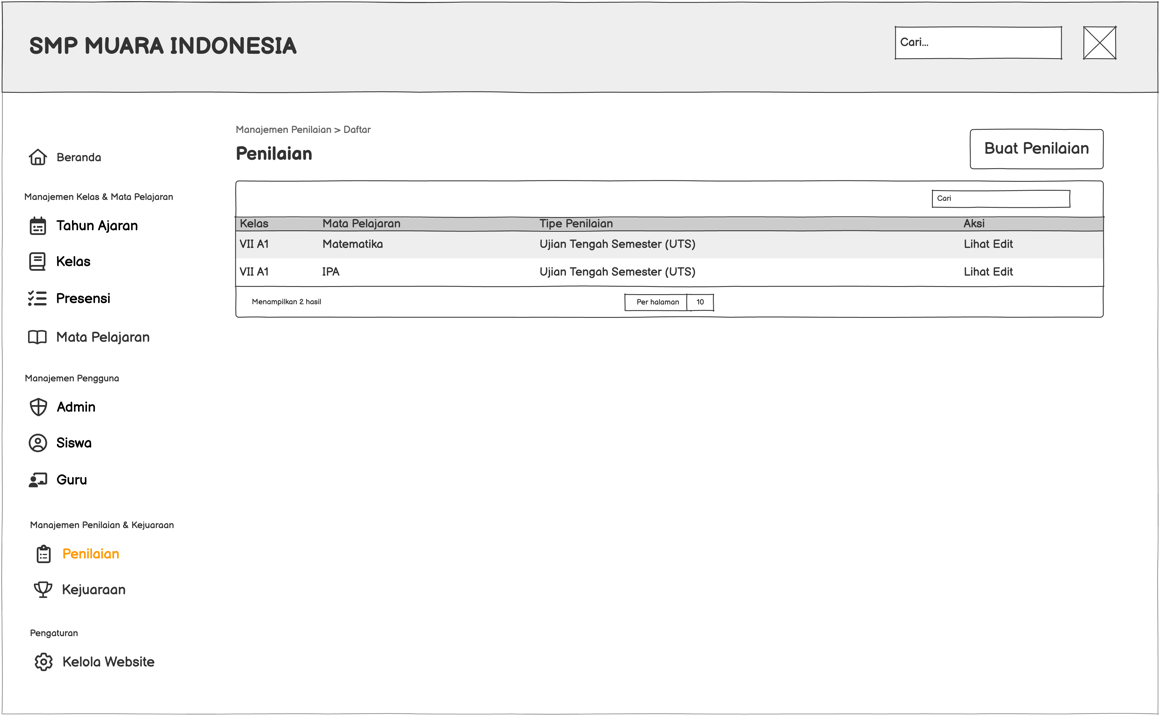 SMP MUARA INDONESIA
Cari...
Beranda
Manajemen Kelas & Mata Pelajaran
Tahun Ajaran
Kelas
Presensi
Mata Pelajaran
Manajemen Pengguna
Admin
Siswa
Guru
Manajemen Penilaian & Kejuaraan
Penilaian
Kejuaraan
Pengaturan
Kelola Website
Manajemen Penilaian > Daftar
Penilaian
Buat Penilaian
Cari
Kelas Mata Pelajaran Tipe Penilaian Aksi
VII A1 Matematika Ujian Tengah Semester (UTS) Lihat Edit
VII A1 IPA Ujian Tengah Semester (UTS) Lihat Edit
Menampilkan 2 hasil Per halaman 10